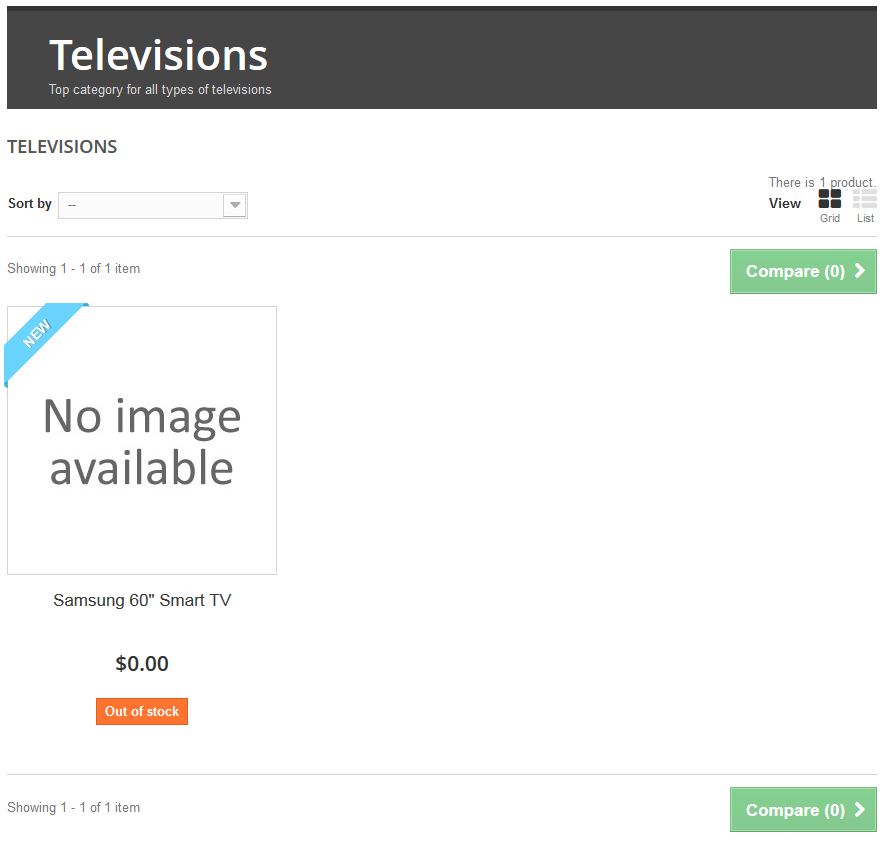 Televisions
Top category for all types of televisions
TELEVISIONS
There is 1 product.
Sort by --
View
Grid List
Showing 1 - 1 of 1 item
Compare (0)
NEW
No image
available
Samsung 60" Smart TV
$0.00
Out of stock
Showing 1 - 1 of 1 item
Compare (0)